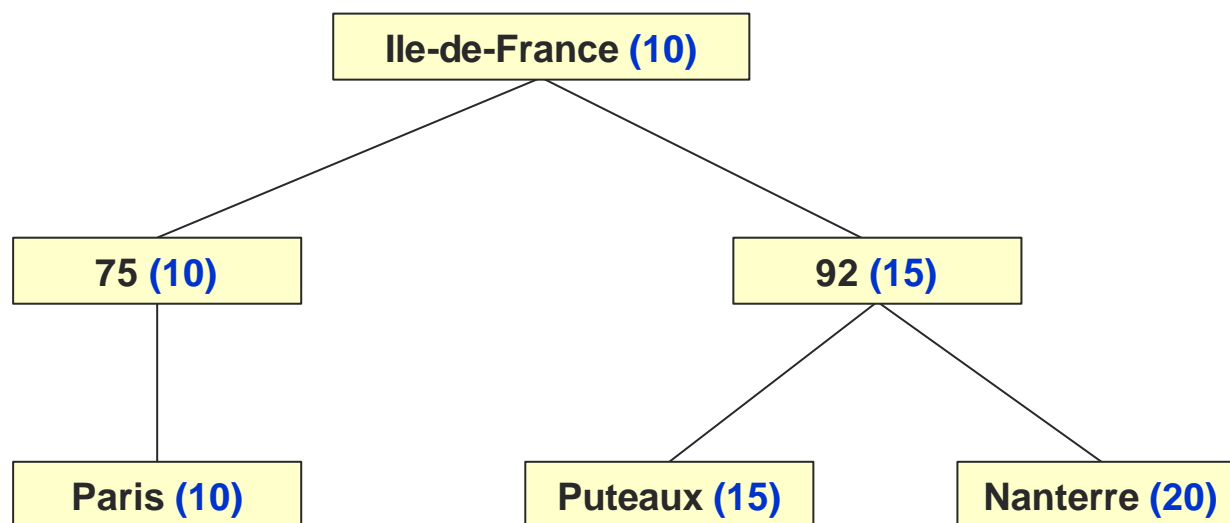 Ile-de-France (10)
75 (10)
92 (15)
Paris (10)
Puteaux (15)
Nanterre (20)